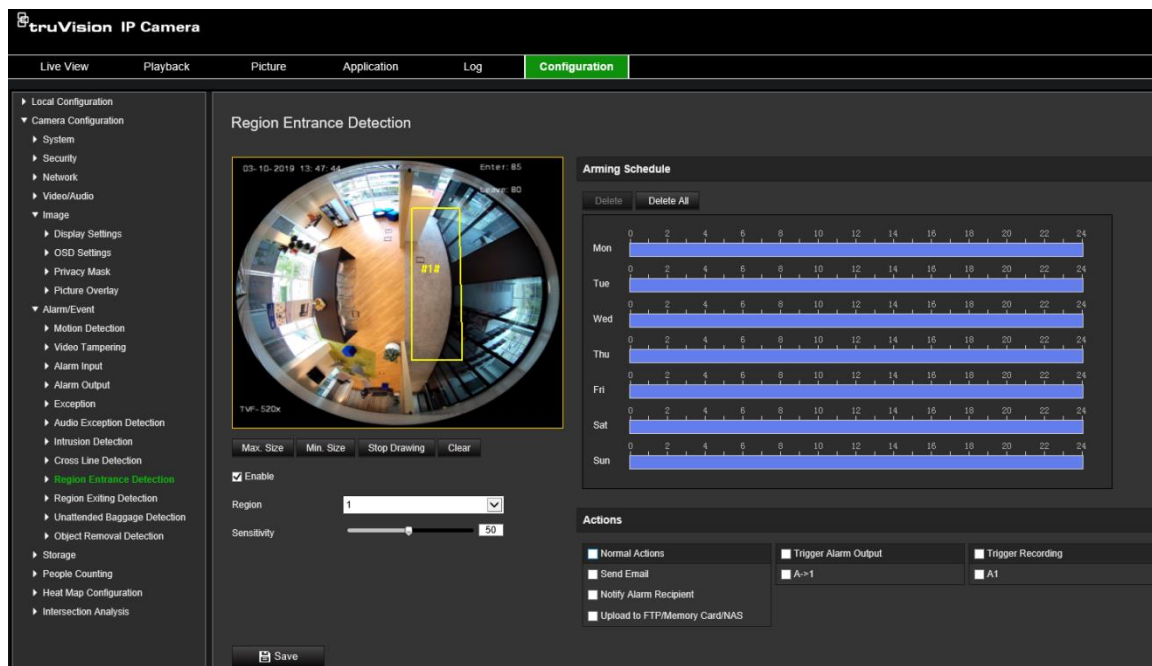 truVision IP Camera
Live View Playback Picture Application Log Configuration
Local Configuration
Camera Configuration
System
Security
Network
Video/Audio
Image
Display Settings
OSD Settings
Privacy Mask
Picture Overlay
Alarm/Event
Motion Detection
Video Tampering
Alarm Input
Alarm Output
Exception
Audio Exception Detection
Intrusion Detection
Cross Line Detection
Region Entrance Detection
Region Exiting Detection
Unattended Baggage Detection
Object Removal Detection
Storage
People Counting
Heat Map Configuration
Intersection Analysis
Region Entrance Detection
03-10-2019 13:47:44
Enter:85
Leave:80
#1#
TVF-520x
Max. Size Min. Size Stop Drawing Clear
Enable
Region 1
Sensitivity 50
Save
Arming Schedule
Delete Delete All
0 2 4 6 8 10 12 14 16 18 20 22 24
Mon
0 2 4 6 8 10 12 14 16 18 20 22 24
Tue
0 2 4 6 8 10 12 14 16 18 20 22 24
Wed
0 2 4 6 8 10 12 14 16 18 20 22 24
Thu
0 2 4 6 8 10 12 14 16 18 20 22 24
Fri
0 2 4 6 8 10 12 14 16 18 20 22 24
Sat
0 2 4 6 8 10 12 14 16 18 20 22 24
Sun
Actions
Normal Actions Trigger Alarm Output Trigger Recording
Send Email A->1 A1
Notify Alarm Recipient
Upload to FTP/Memory Card/NAS